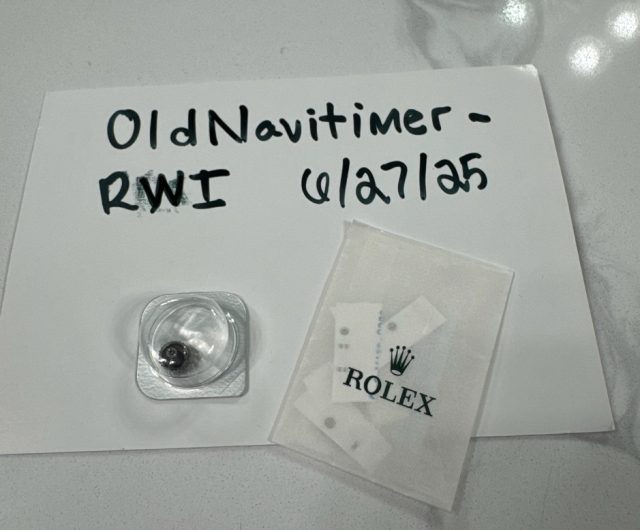 OldNavitimer -
RWI 6/27/25
ROLEX